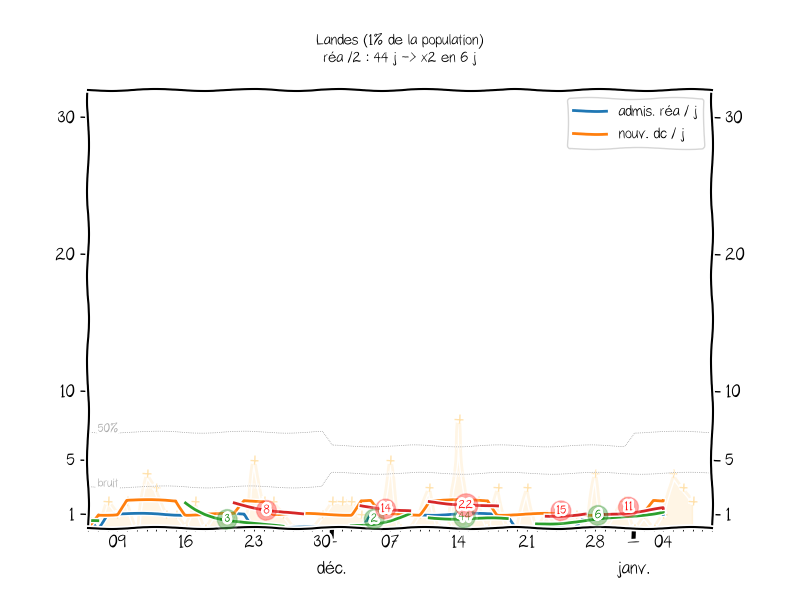 Landes (1% de la population)
réa /2 : 44 j -> x2 en 6 j
admis. réa / j
nouv. dc / j
30 30
20 20
10 10
5 5
1 1
50%
bruit
3 8 2 14 22 44 15 6 11
09 16 23 30 07 14 21 28 04
déc. janv.